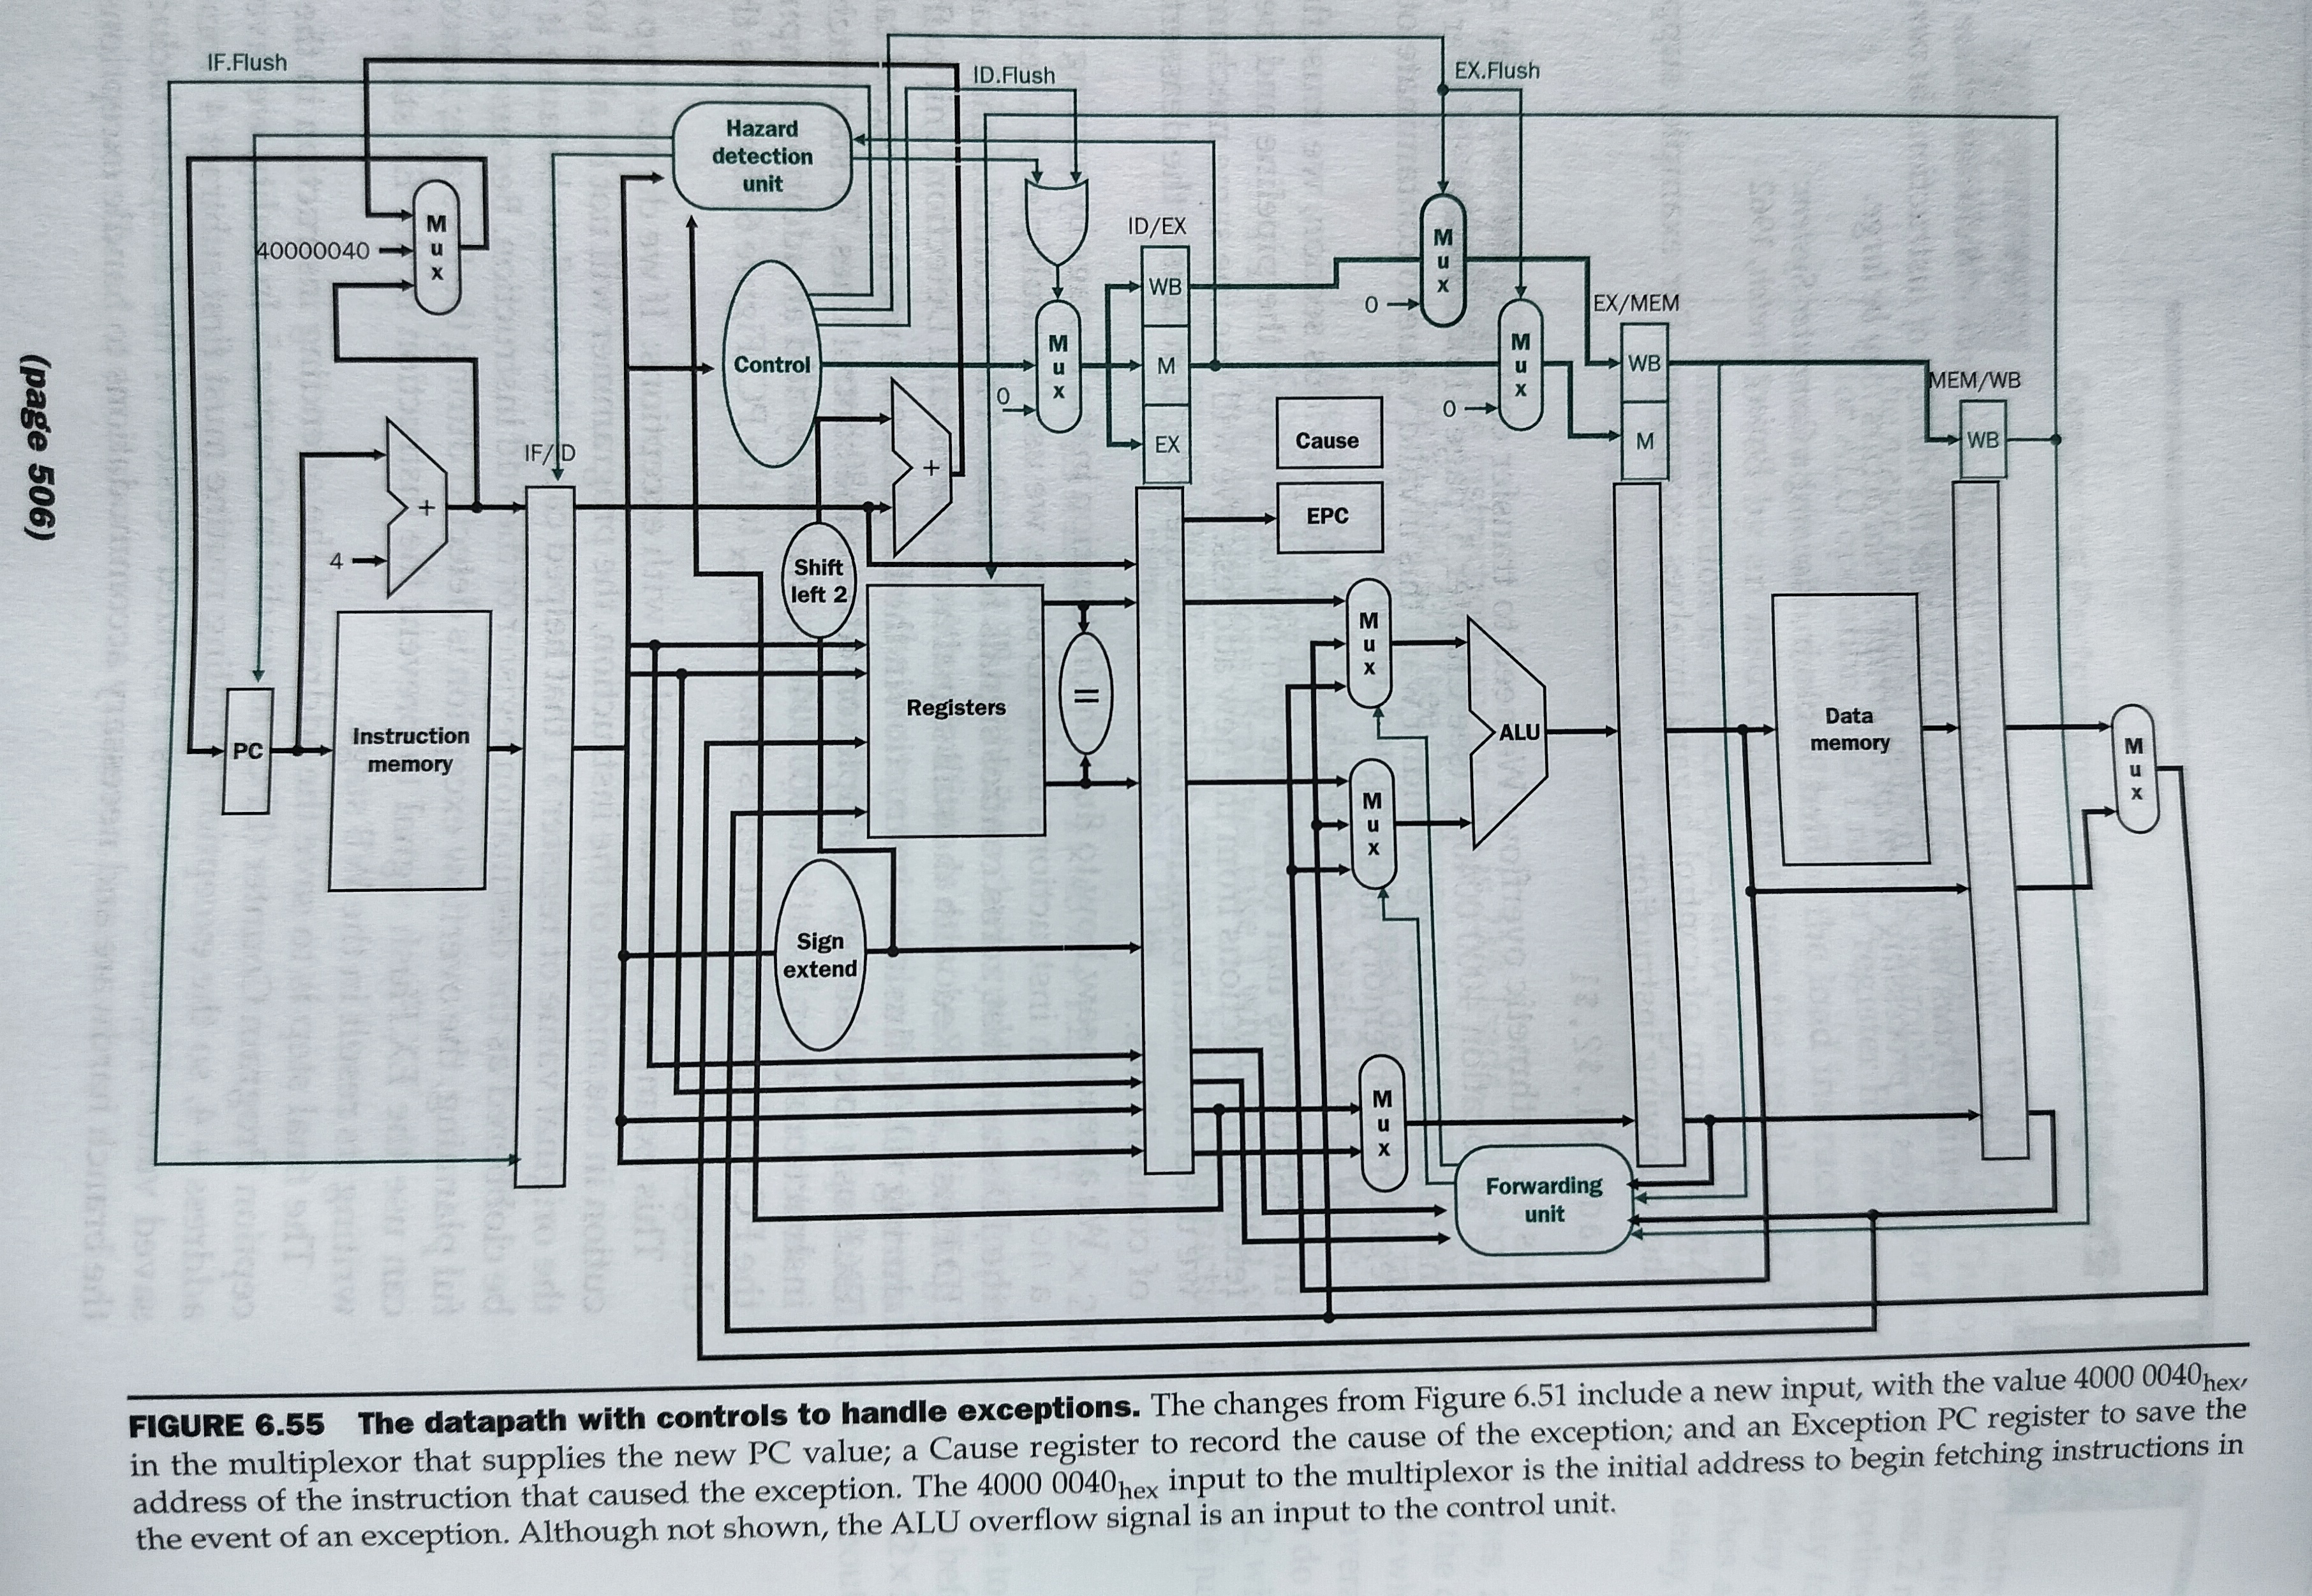 (page 506)
IF.Flush
ID.Flush
EX.Flush
Hazard
detection
unit
M
u
x
40000040
ID/EX
WB
M
EX
M
u
x
0
M
u
x
0
M
u
x
0
EX/MEM
WB
M
MEM/WB
WB
Control
Cause
EPC
IF/ID
+
4
+
Shift
left 2
Registers
=
PC
Instruction
memory
Sign
extend
M
u
x
M
u
x
ALU
Data
memory
M
u
x
M
u
x
Forwarding
unit
FIGURE 6.55 The datapath with controls to handle exceptions. The changes from Figure 6.51 include a new input, with the value 4000 0040hex,
in the multiplexor that supplies the new PC value; a Cause register to record the cause of the exception; and an Exception PC register to save the
address of the instruction that caused the exception. The 4000 0040hex input to the multiplexor is the initial address to begin fetching instructions in
the event of an exception. Although not shown, the ALU overflow signal is an input to the control unit.